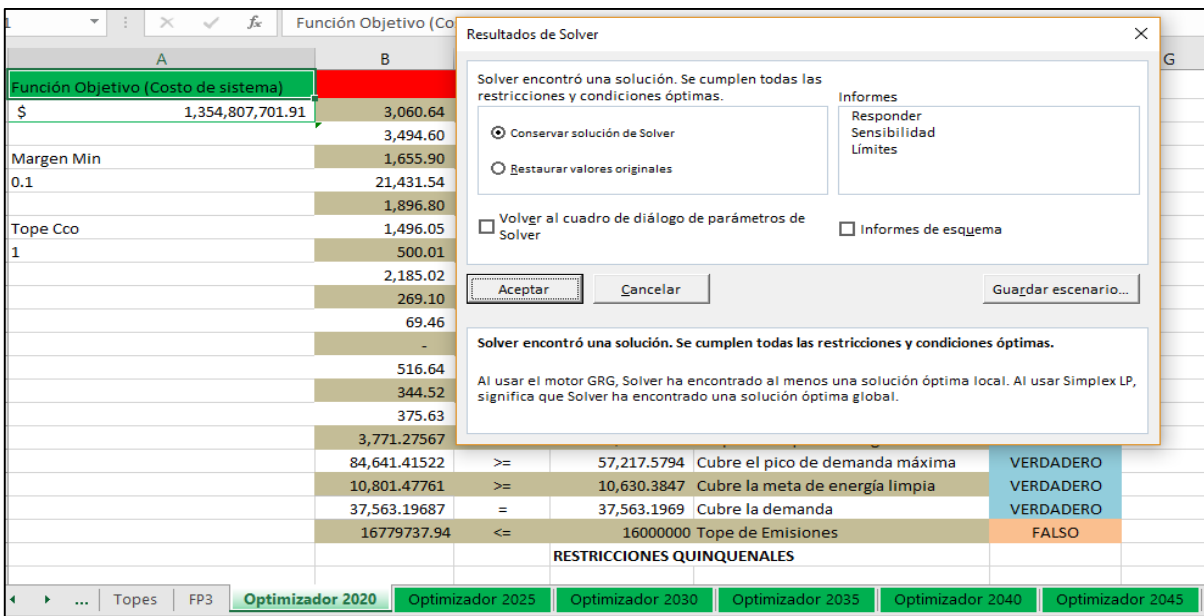 1 fx Función Objetivo (Co
A B G
Función Objetivo (Costo de sistema)
$ 1,354,807,701.91 3,060.64
3,494.60
Margen Min 1,655.90
0.1 21,431.54
1,896.80
Tope Cco 1,496.05
1 500.01
2,185.02
269.10
69.46
-
516.64
344.52
375.63
3,771.27567
84,641.41522 >= 57,217.5794 Cubre el pico de demanda máxima VERDADERO
10,801.47761 >= 10,630.3847 Cubre la meta de energía limpia VERDADERO
37,563.19687 = 37,563.1969 Cubre la demanda VERDADERO
16779737.94 <= 16000000 Tope de Emisiones FALSO
RESTRICCIONES QUINQUENALES
Resultados de Solver
Solver encontró una solución. Se cumplen todas las
restricciones y condiciones óptimas.
Conservar solución de Solver
Restaurar valores originales
Informes
Responder
Sensibilidad
Límites
Volver al cuadro de diálogo de parámetros de
Solver
Informes de esquema
Aceptar Cancelar Guardar escenario...
Solver encontró una solución. Se cumplen todas las restricciones y condiciones óptimas.
Al usar el motor GRG, Solver ha encontrado al menos una solución óptima local. Al usar Simplex LP,
significa que Solver ha encontrado una solución óptima global.
... Topes FP3 Optimizador 2020 Optimizador 2025 Optimizador 2030 Optimizador 2035 Optimizador 2040 Optimizador 2045